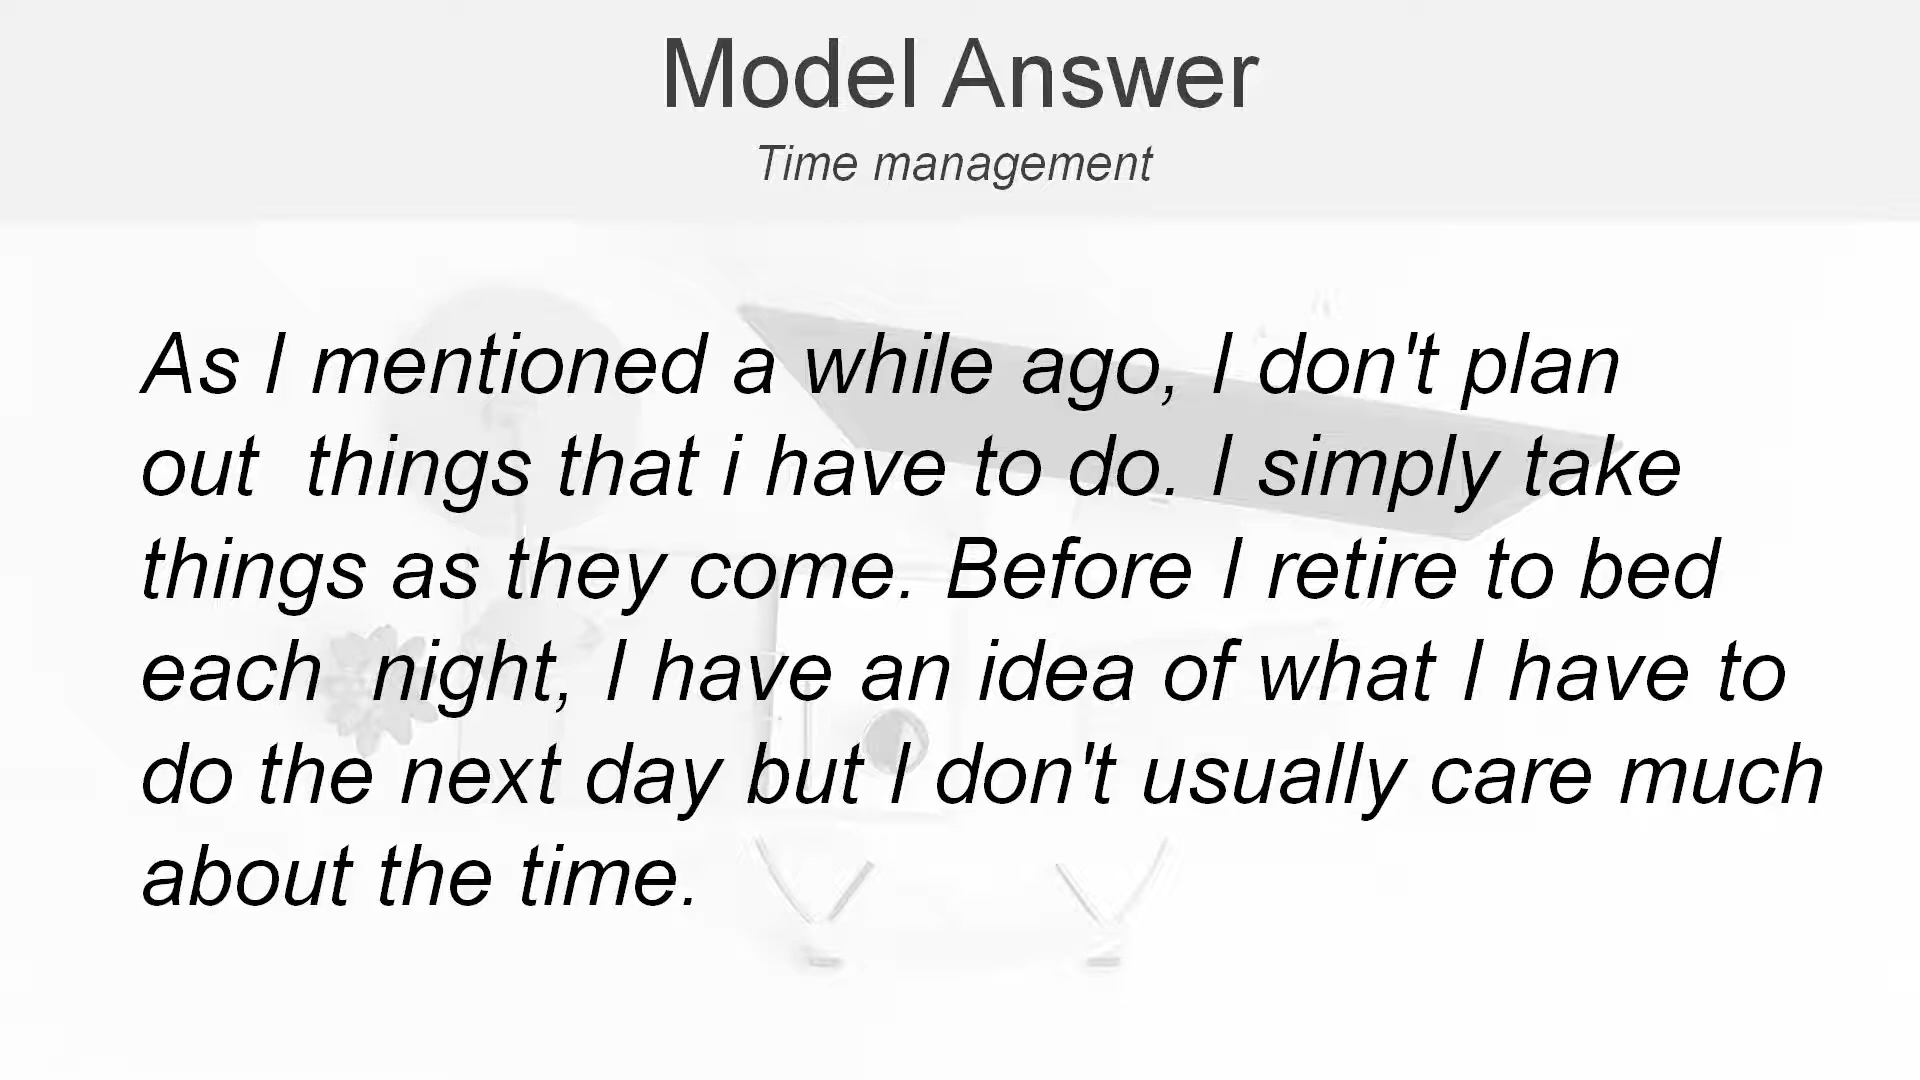 Model Answer
Time management
As I mentioned a while ago, I don't plan
out  things that i have to do. I simply take
things as they come. Before I retire to bed
each  night, I have an idea of what I have to
do the next day but I don't usually care much
about the time.